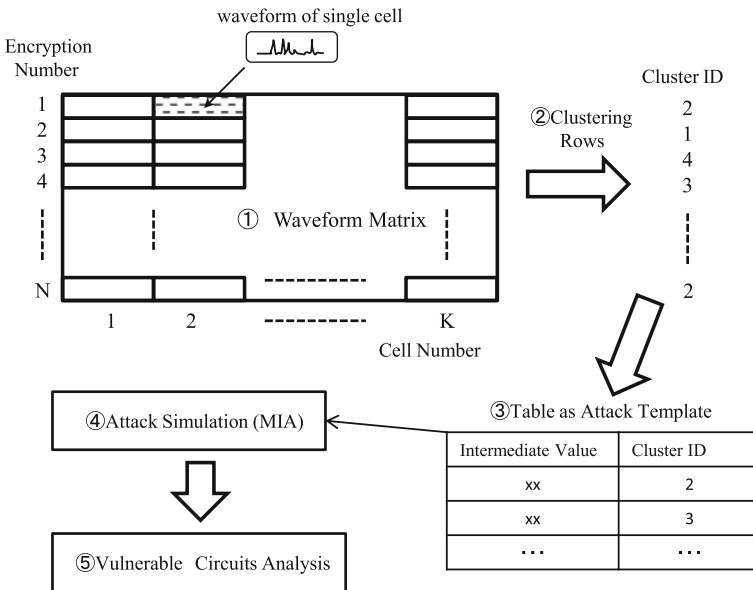 waveform of single cell
Encryption
Number
1
2
3
4
N
① Waveform Matrix
1 2 K
Cell Number
②Clustering
Rows
Cluster ID
2
1
4
3
2
③Table as Attack Template
Intermediate Value Cluster ID
xx 2
xx 3
... ...
④Attack Simulation (MIA)
⑤Vulnerable Circuits Analysis